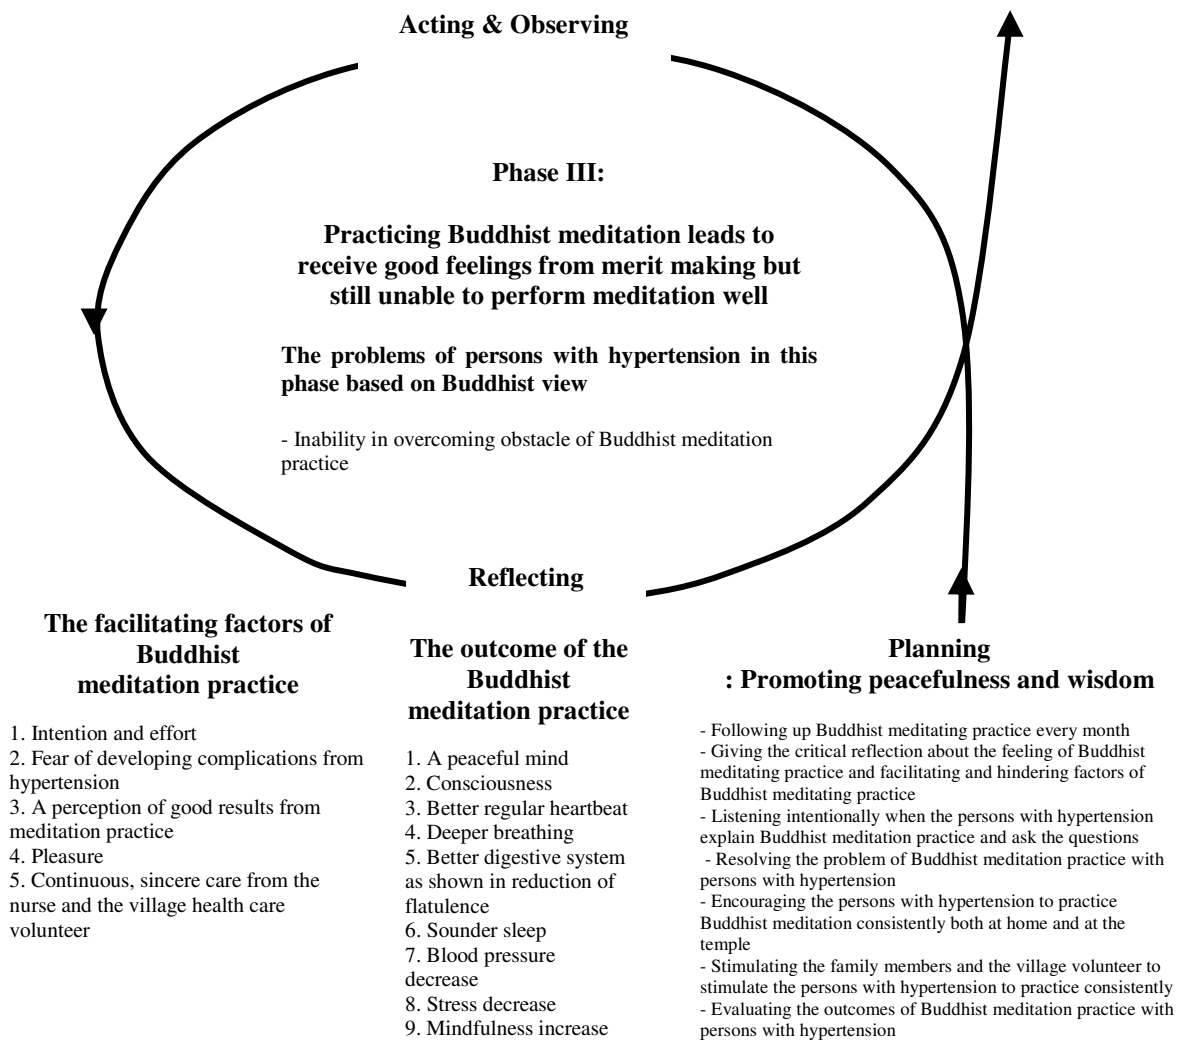 Acting & Observing
Phase III:
Practicing Buddhist meditation leads to
receive good feelings from merit making but
still unable to perform meditation well
The problems of persons with hypertension in this
phase based on Buddhist view
- Inability in overcoming obstacle of Buddhist meditation
practice
Reflecting
The facilitating factors of
Buddhist
meditation practice
1. Intention and effort
2. Fear of developing complications from
hypertension
3. A perception of good results from
meditation practice
4. Pleasure
5. Continuous, sincere care from the
nurse and the village health care
volunteer
The outcome of the
Buddhist
meditation practice
1. A peaceful mind
2. Consciousness
3. Better regular heartbeat
4. Deeper breathing
5. Better digestive system
as shown in reduction of
flatulence
6. Sounder sleep
7. Blood pressure
decrease
8. Stress decrease
9. Mindfulness increase
Planning
: Promoting peacefulness and wisdom
- Following up Buddhist meditating practice every month
- Giving the critical reflection about the feeling of Buddhist
meditating practice and facilitating and hindering factors of
Buddhist meditating practice
- Listening intentionally when the persons with hypertension
explain Buddhist meditation practice and ask the questions
- Resolving the problem of Buddhist meditation practice with
persons with hypertension
- Encouraging the persons with hypertension to practice
Buddhist meditation consistently both at home and at the
temple
- Stimulating the family members and the village volunteer to
stimulate the persons with hypertension to practice consistently
- Evaluating the outcomes of Buddhist meditation practice with
persons with hypertension